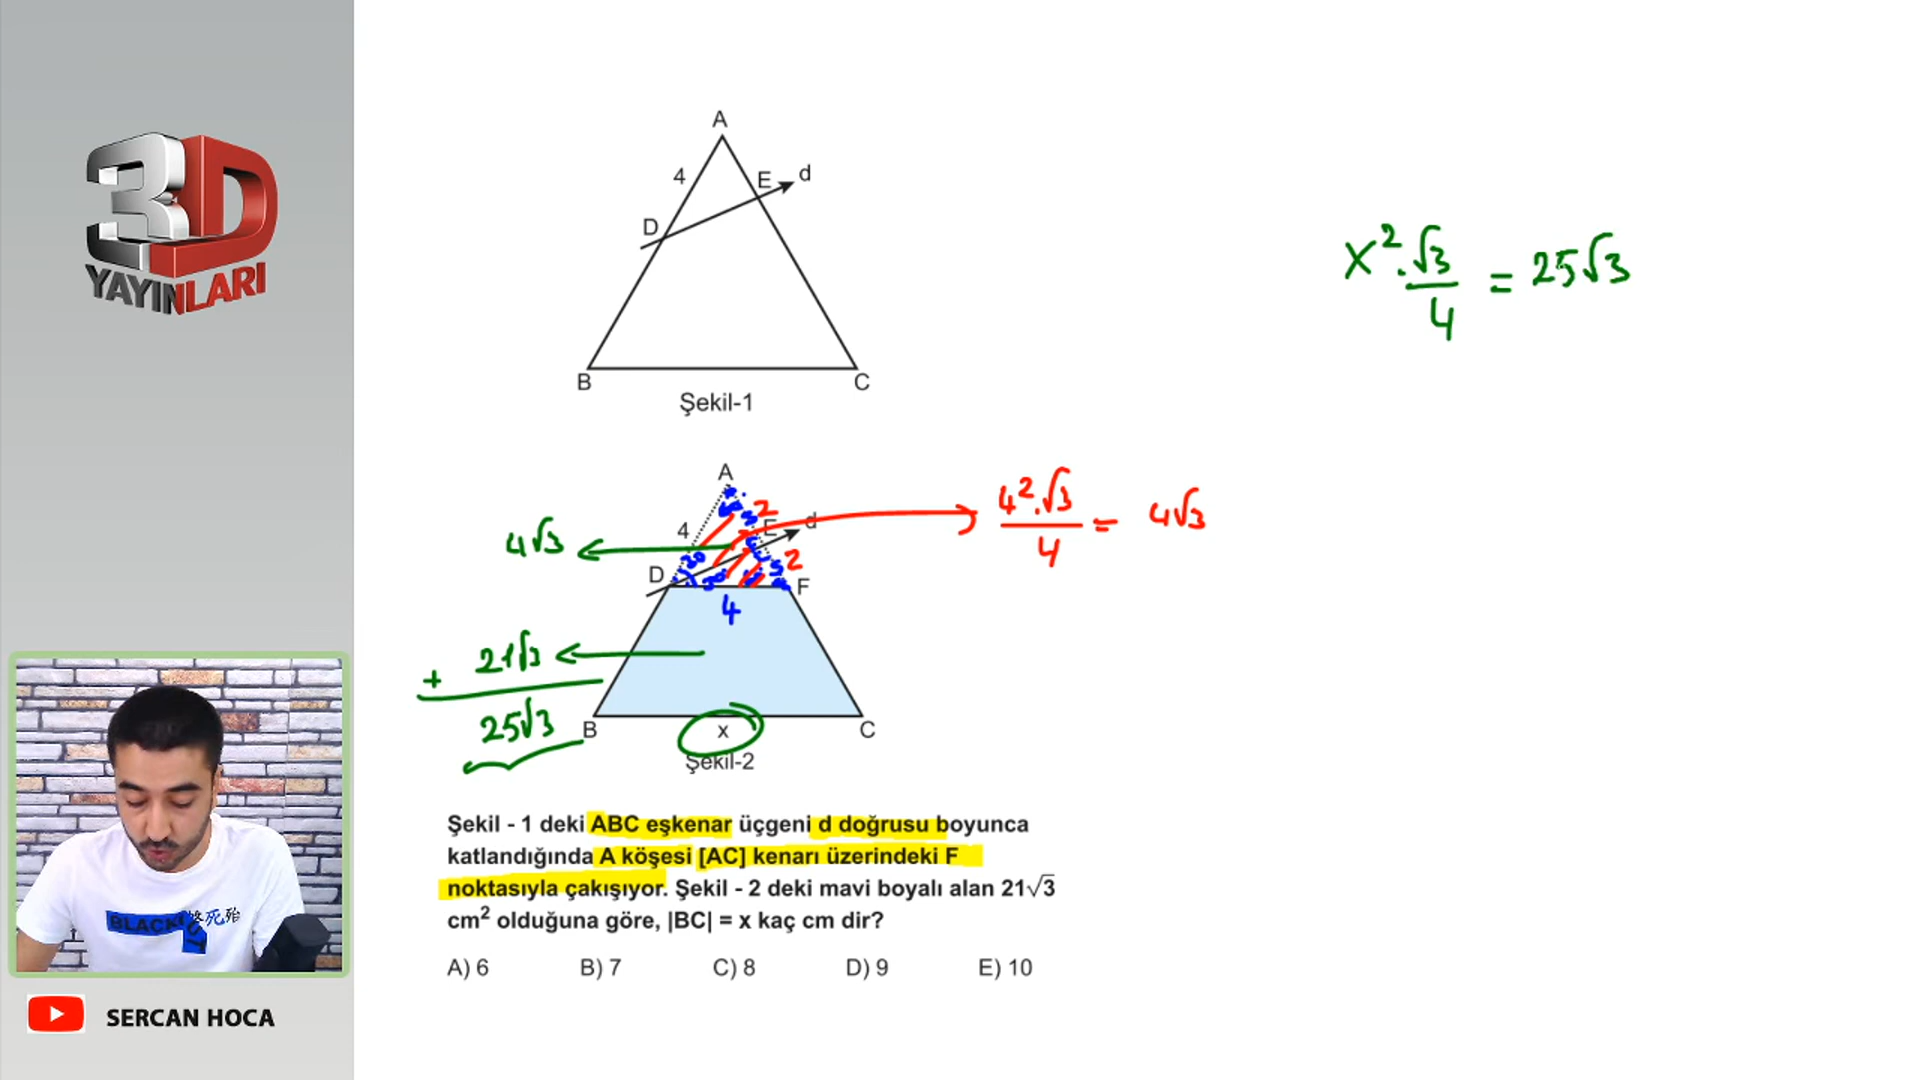 3D
YAYINLARI
A
4
E
d
D
B
C
Şekil-1
x².√3/4 = 25√3
A
2
4
E
d
4√3
4².√3/4 = 4√3
30
2
D
30
F
4
21√3
+
25√3
B
x
C
Şekil-2
Şekil - 1 deki ABC eşkenar üçgeni d doğrusu boyunca
katlandığında A köşesi [AC] kenarı üzerindeki F
noktasıyla çakışıyor. Şekil - 2 deki mavi boyalı alan 21√3
cm² olduğuna göre, |BC| = x kaç cm dir?
A) 6 B) 7 C) 8 D) 9 E) 10
SERCAN HOCA